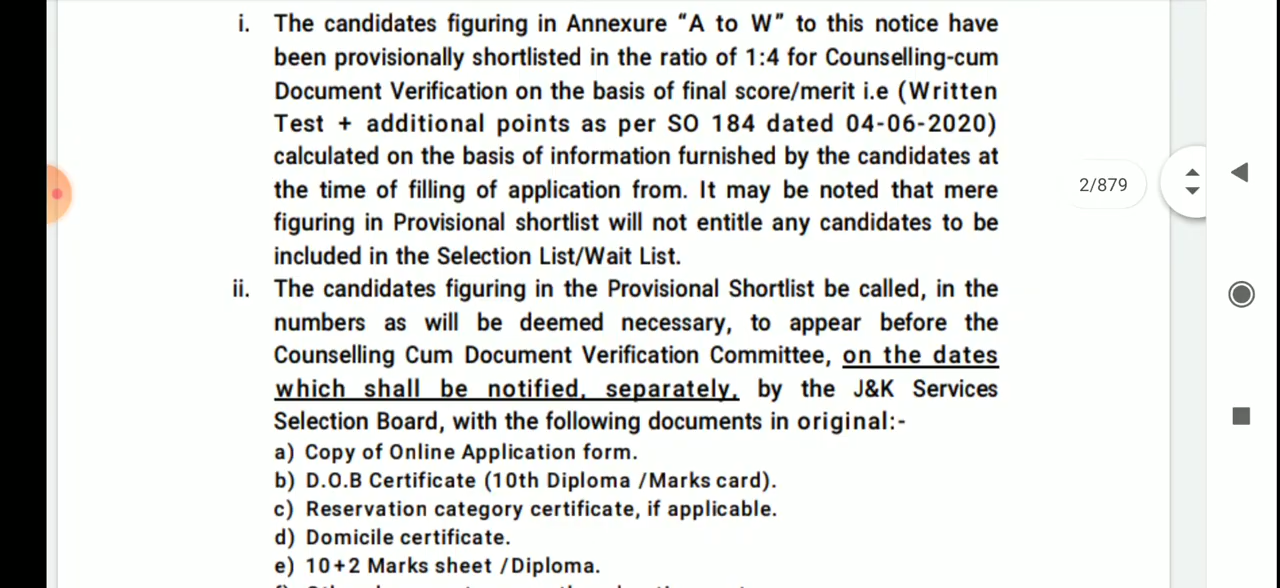 i. The candidates figuring in Annexure “A to W” to this notice have
been provisionally shortlisted in the ratio of 1:4 for Counselling-cum
Document Verification on the basis of final score/merit i.e (Written
Test + additional points as per SO 184 dated 04-06-2020)
calculated on the basis of information furnished by the candidates at
the time of filling of application from. It may be noted that mere
figuring in Provisional shortlist will not entitle any candidates to be
included in the Selection List/Wait List.
2/879
ii. The candidates figuring in the Provisional Shortlist be called, in the
numbers as will be deemed necessary, to appear before the
Counselling Cum Document Verification Committee, on the dates
which shall be notified, separately, by the J&K Services
Selection Board, with the following documents in original:-
a) Copy of Online Application form.
b) D.O.B Certificate (10th Diploma /Marks card).
c) Reservation category certificate, if applicable.
d) Domicile certificate.
e) 10+2 Marks sheet /Diploma.